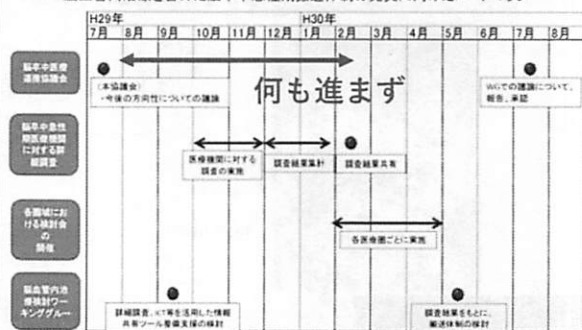 H29年
H30年
7月 8月 9月 10月 11月 12月 1月 2月 3月 4月 5月 6月 7月 8月
脳卒中医療
連携協議会
(本協議会)
・今後の方向性についての議論
何も進まず
WGでの議論について、
報告、承認
脳卒中急性
期医療機関
に対する詳
細調査
医療機関に対する
調査の実施
調査結果集計
調査結果共有
各圏域にお
ける検討会
の
開催
各医療圏ごとに実施
脳血管内治
療検討ワー
キンググルー
詳細調査、ICT等を活用した情報
共有ツール整備支援の検討
調査結果をもとに、
搬送体制の検討